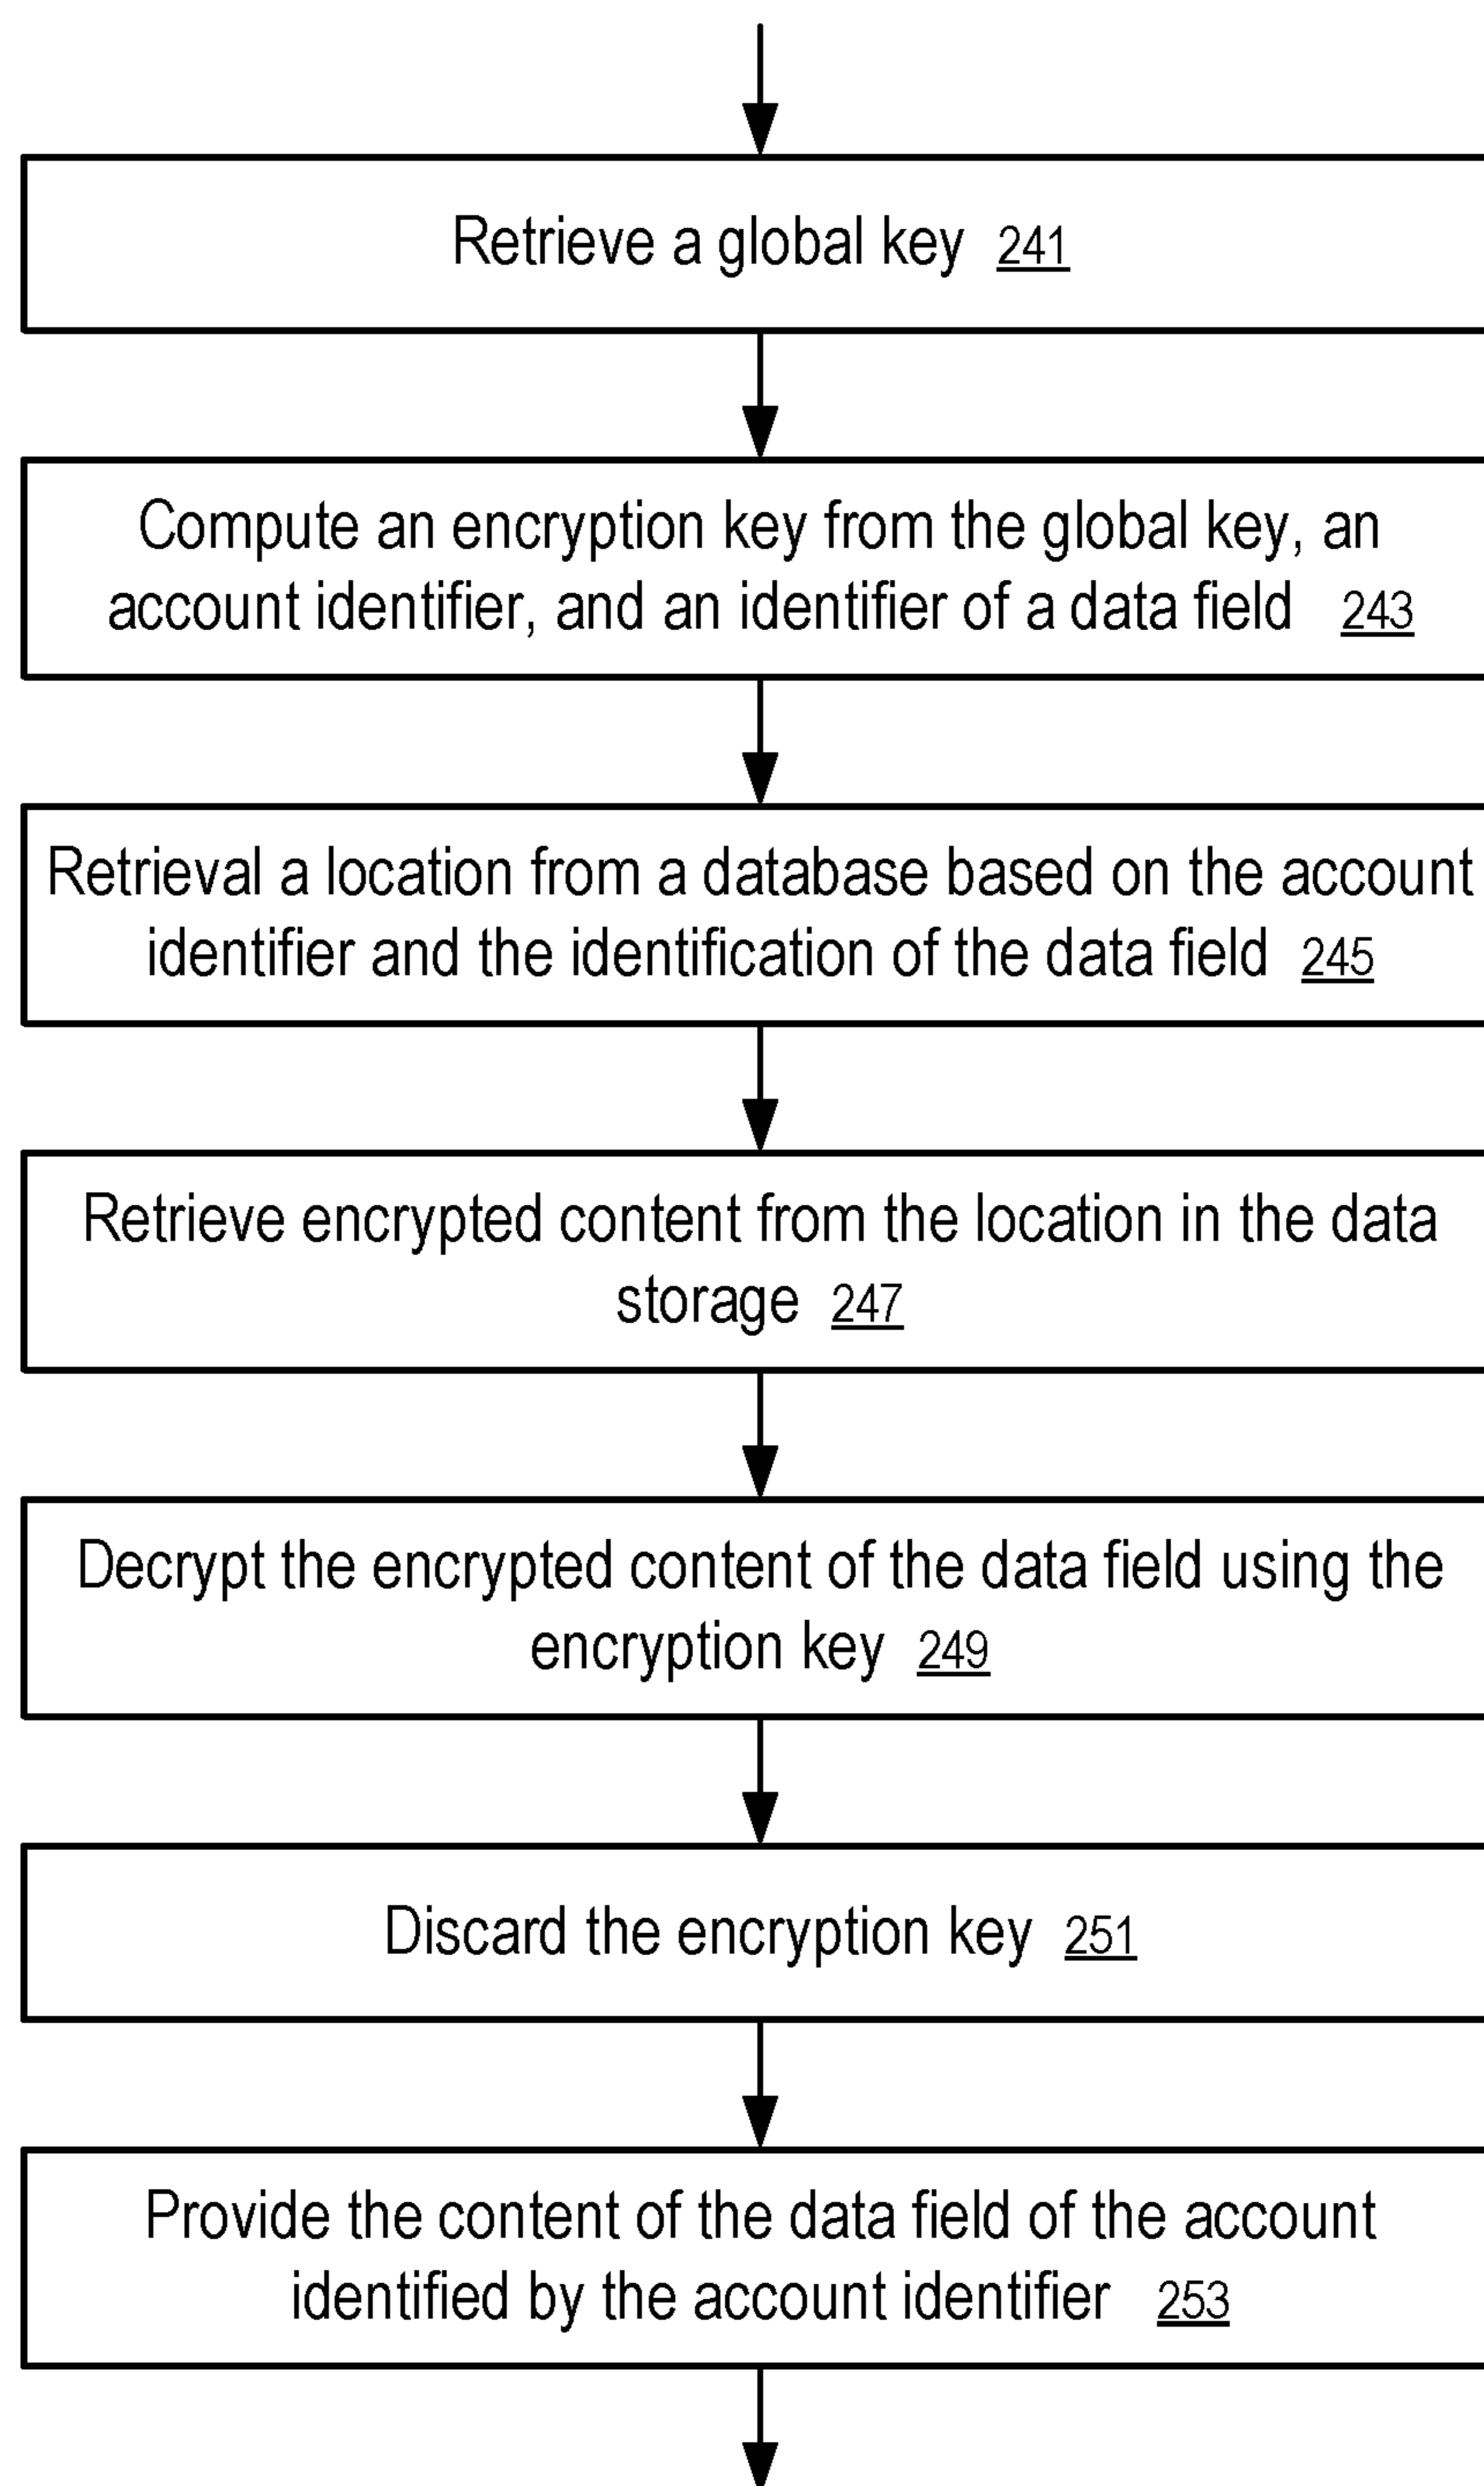 Retrieve a global key 241
Compute an encryption key from the global key, an
account identifier, and an identifier of a data field 243
Retrieval a location from a database based on the account
identifier and the identification of the data field 245
Retrieve encrypted content from the location in the data
storage 247
Decrypt the encrypted content of the data field using the
encryption key 249
Discard the encryption key 251
Provide the content of the data field of the account
identified by the account identifier 253